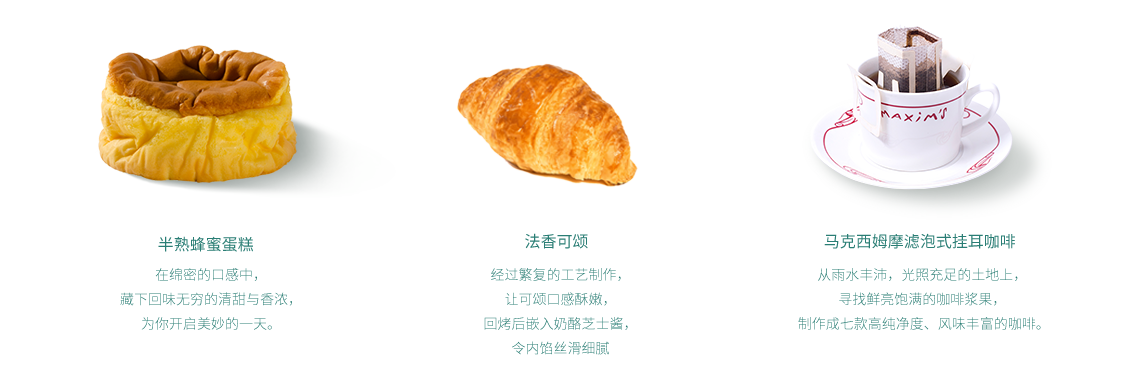 MAXIM'S
半熟蜂蜜蛋糕
在绵密的口感中，
藏下回味无穷的清甜与香浓，
为你开启美妙的一天。
法香可颂
经过繁复的工艺制作，
让可颂口感酥嫩，
回烤后嵌入奶酪芝士酱，
令内馅丝滑细腻
马克西姆摩滤泡式挂耳咖啡
从雨水丰沛，光照充足的土地上，
寻找鲜亮饱满的咖啡浆果，
制作成七款高纯净度、风味丰富的咖啡。